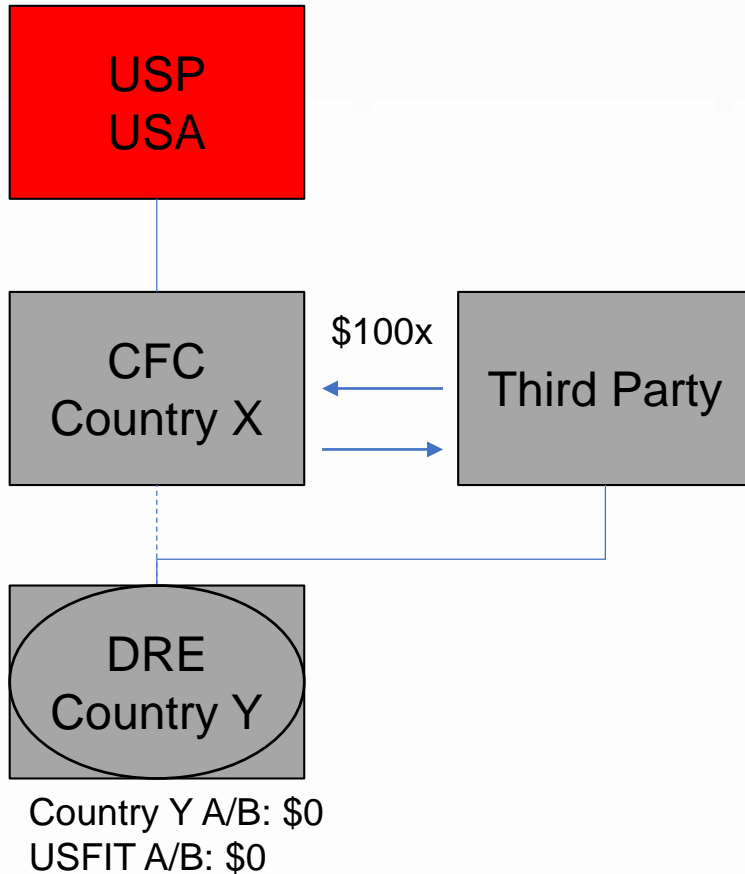 USP
USA
CFC
Country X
$100x
Third Party
DRE
Country Y
Country Y A/B: $0
USFIT A/B: $0